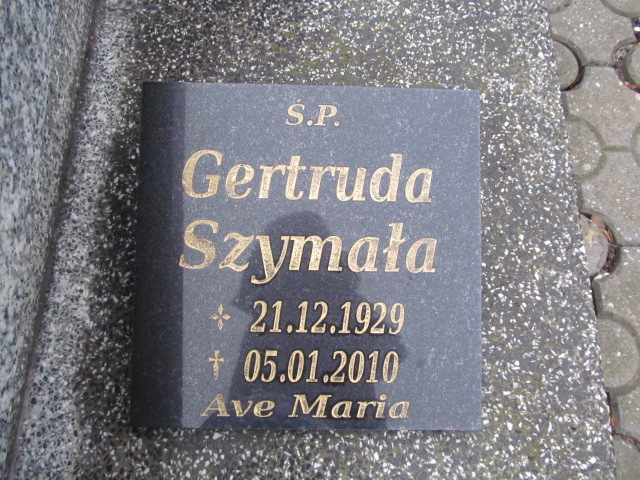 Ś.P.
Gertruda
Szymała
21.12.1929
† 05.01.2010
Ave Maria